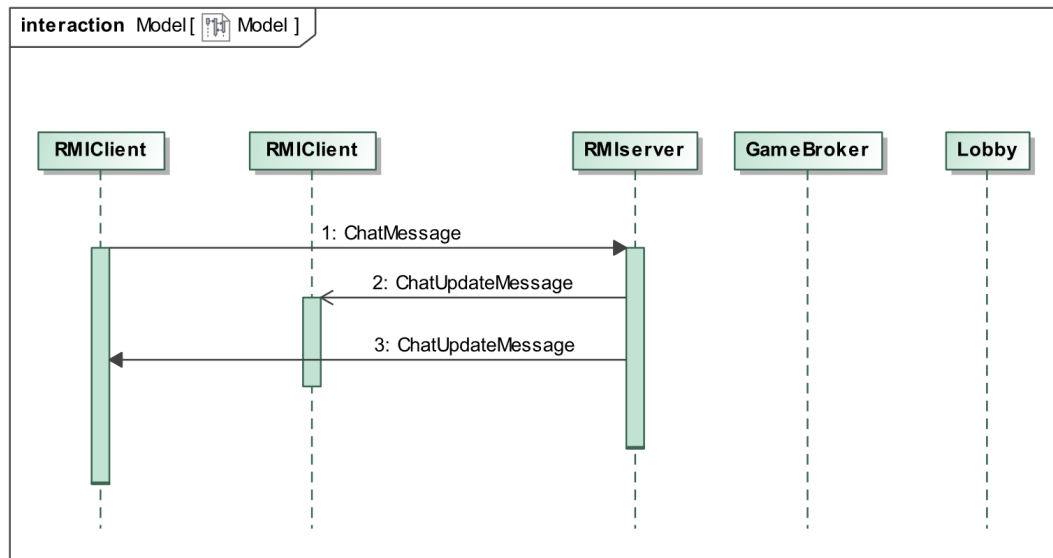 interaction Model [ Model ]
RMIClient
RMIClient
RMIserver
GameBroker
Lobby
1: ChatMessage
2: ChatUpdateMessage
3: ChatUpdateMessage